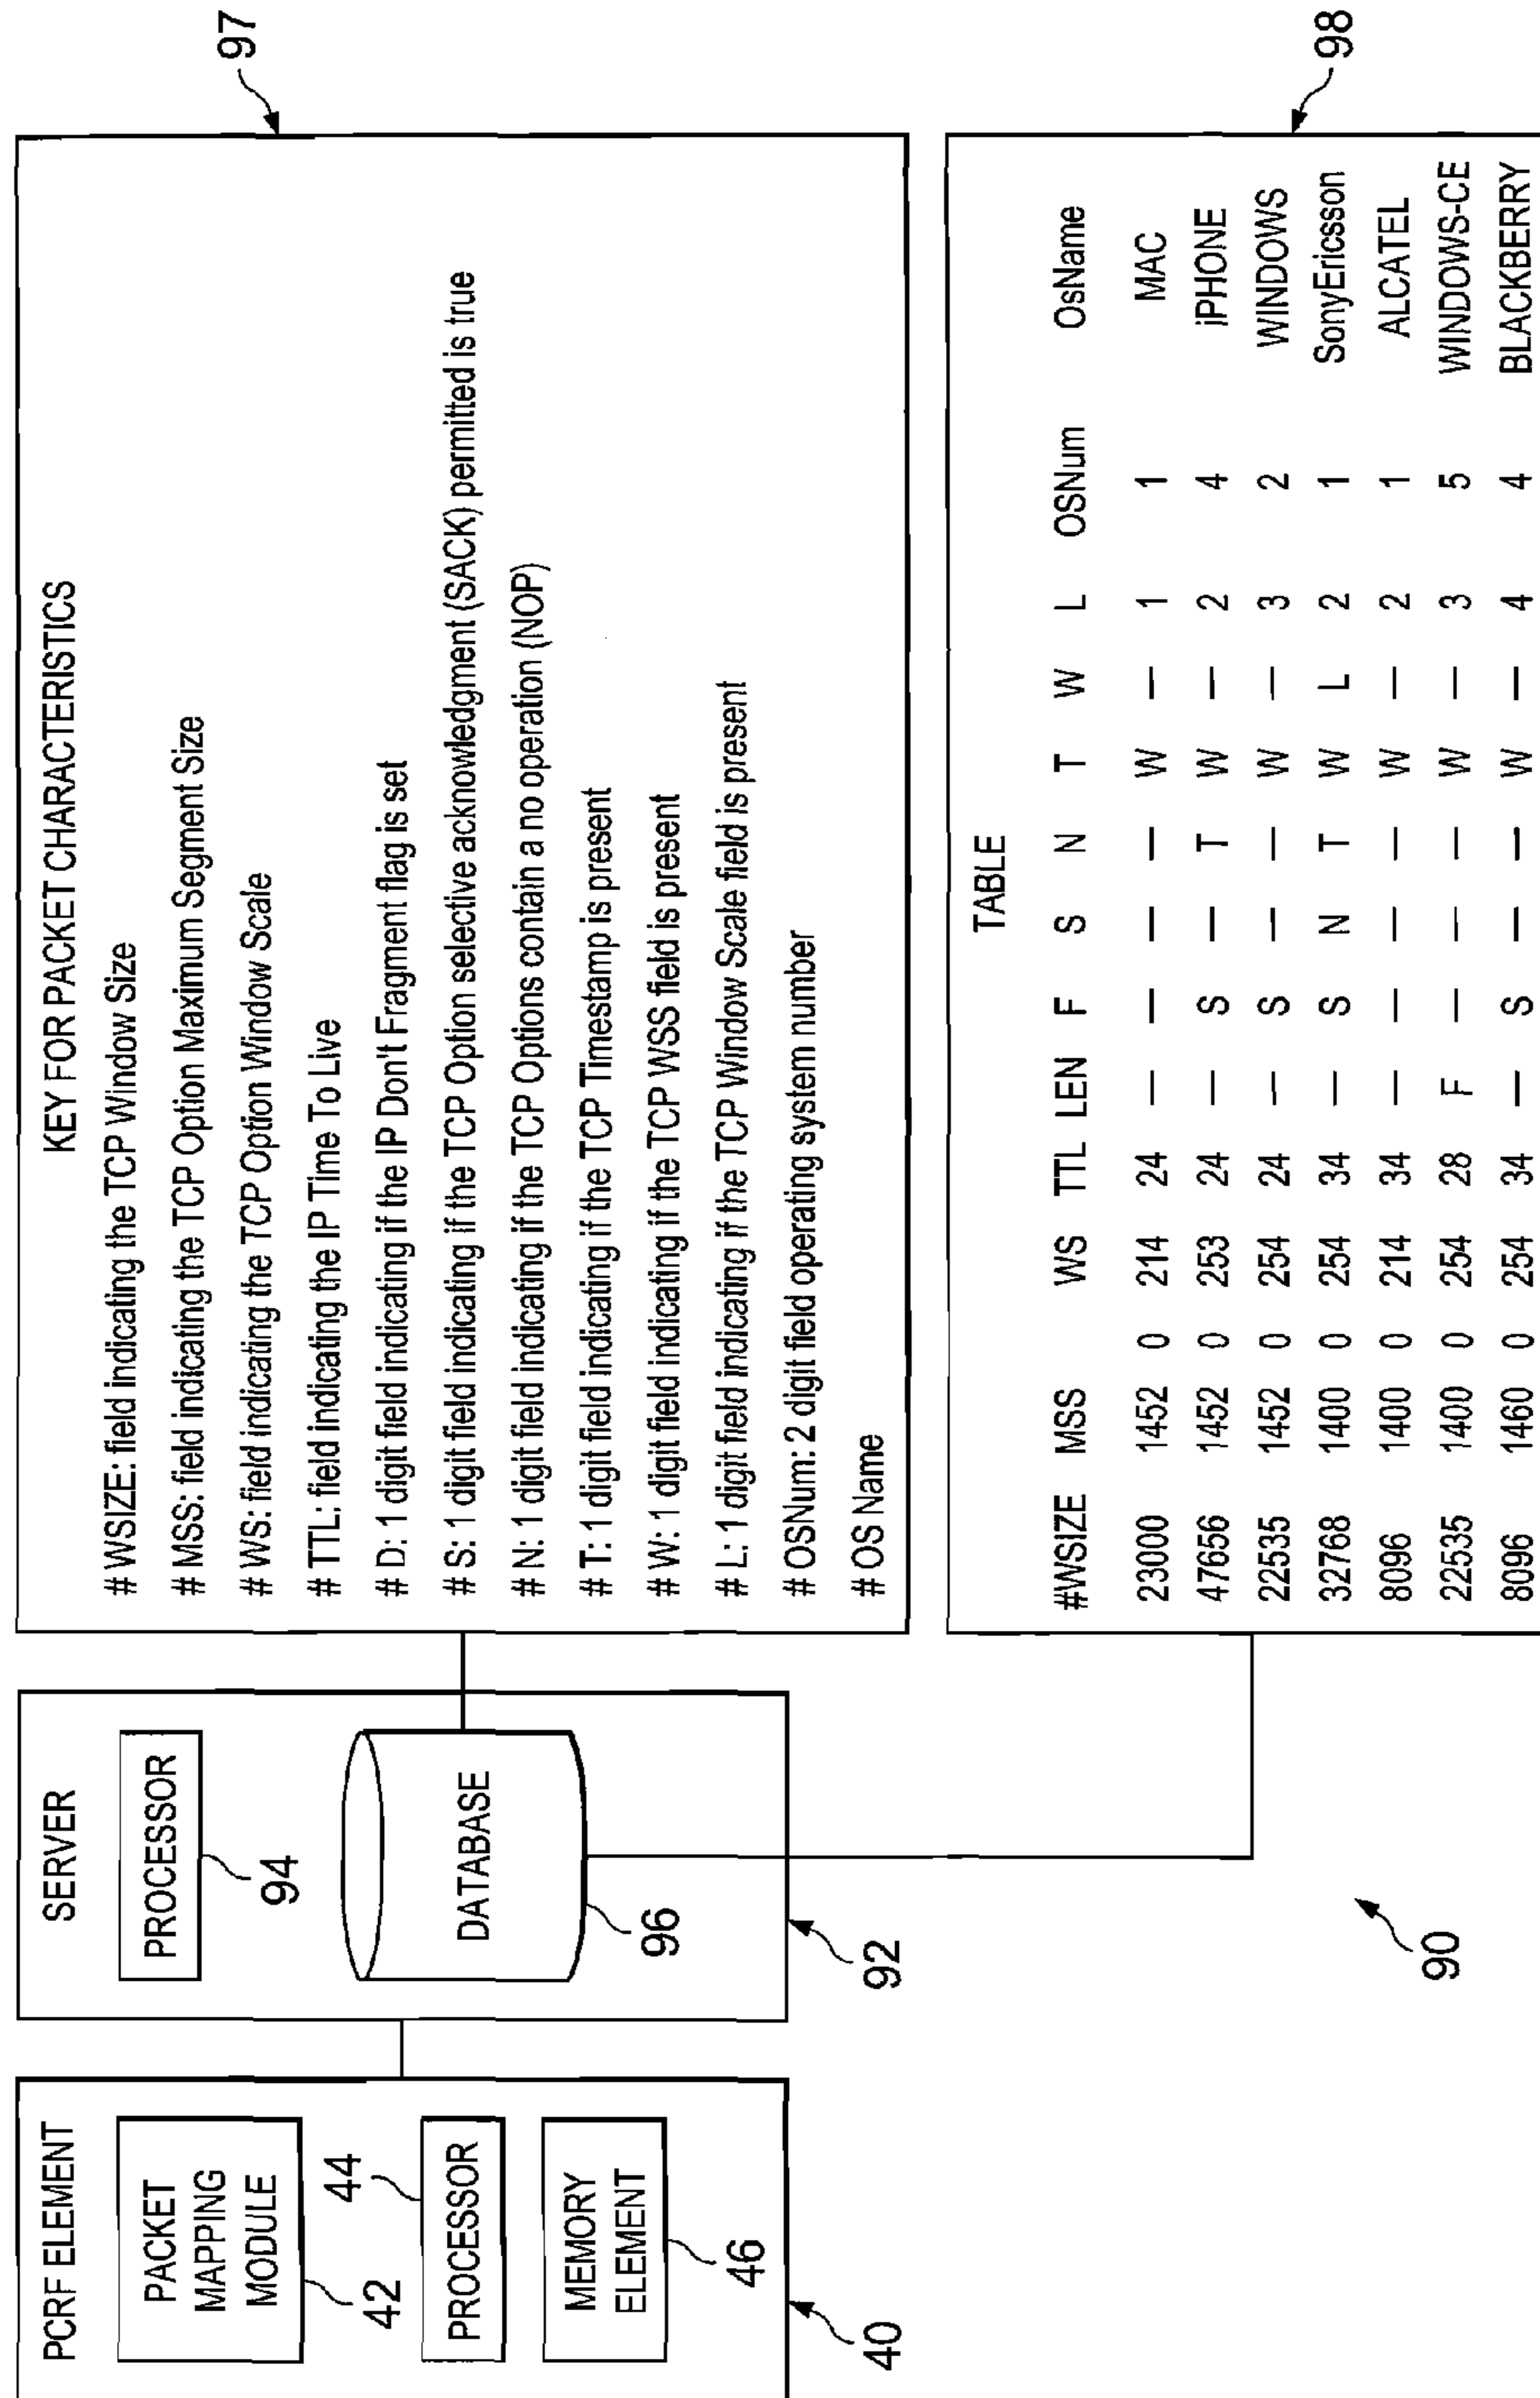 PCRF ELEMENT
PACKET
MAPPING
MODULE
42
44
PROCESSOR
MEMORY
ELEMENT
46
40
SERVER
PROCESSOR
94
DATABASE
96
92
KEY FOR PACKET CHARACTERISTICS
# WSIZE: field indicating the TCP Window Size
# MSS: field indicating the TCP Option Maximum Segment Size
# WS: field indicating the TCP Option Window Scale
# TTL: field indicating the IP Time To Live
# D: 1 digit field indicating if the IP Don't Fragment flag is set
# S: 1 digit field indicating if the TCP Option selective acknowledgment (SACK) permitted is true
# N: 1 digit field indicating if the TCP Options contain a no operation (NOP)
# T: 1 digit field indicating if the TCP Timestamp is present
# W: 1 digit field indicating if the TCP WSS field is present
# L: 1 digit field indicating if the TCP Window Scale field is present
# OSNum: 2 digit field operating system number
# OS Name
97
TABLE
#WSIZE MSS WS TTL LEN F S N T W L OSNum OsName
23000 1452 0 214 24 — — — — W — 1 1 MAC
47656 1452 0 253 24 — S — T W — 2 4 iPHONE
22535 1452 0 254 24 — S — — W — 3 2 WINDOWS
32768 1400 0 254 34 — S N T W L 2 1 SonyEricsson
8096 1400 0 214 34 — — — — W — 2 1 ALCATEL
22535 1400 0 254 28 F — — — W — 3 5 WINDOWS-CE
8096 1460 0 254 34 — S — — W — 4 4 BLACKBERRY
98
90